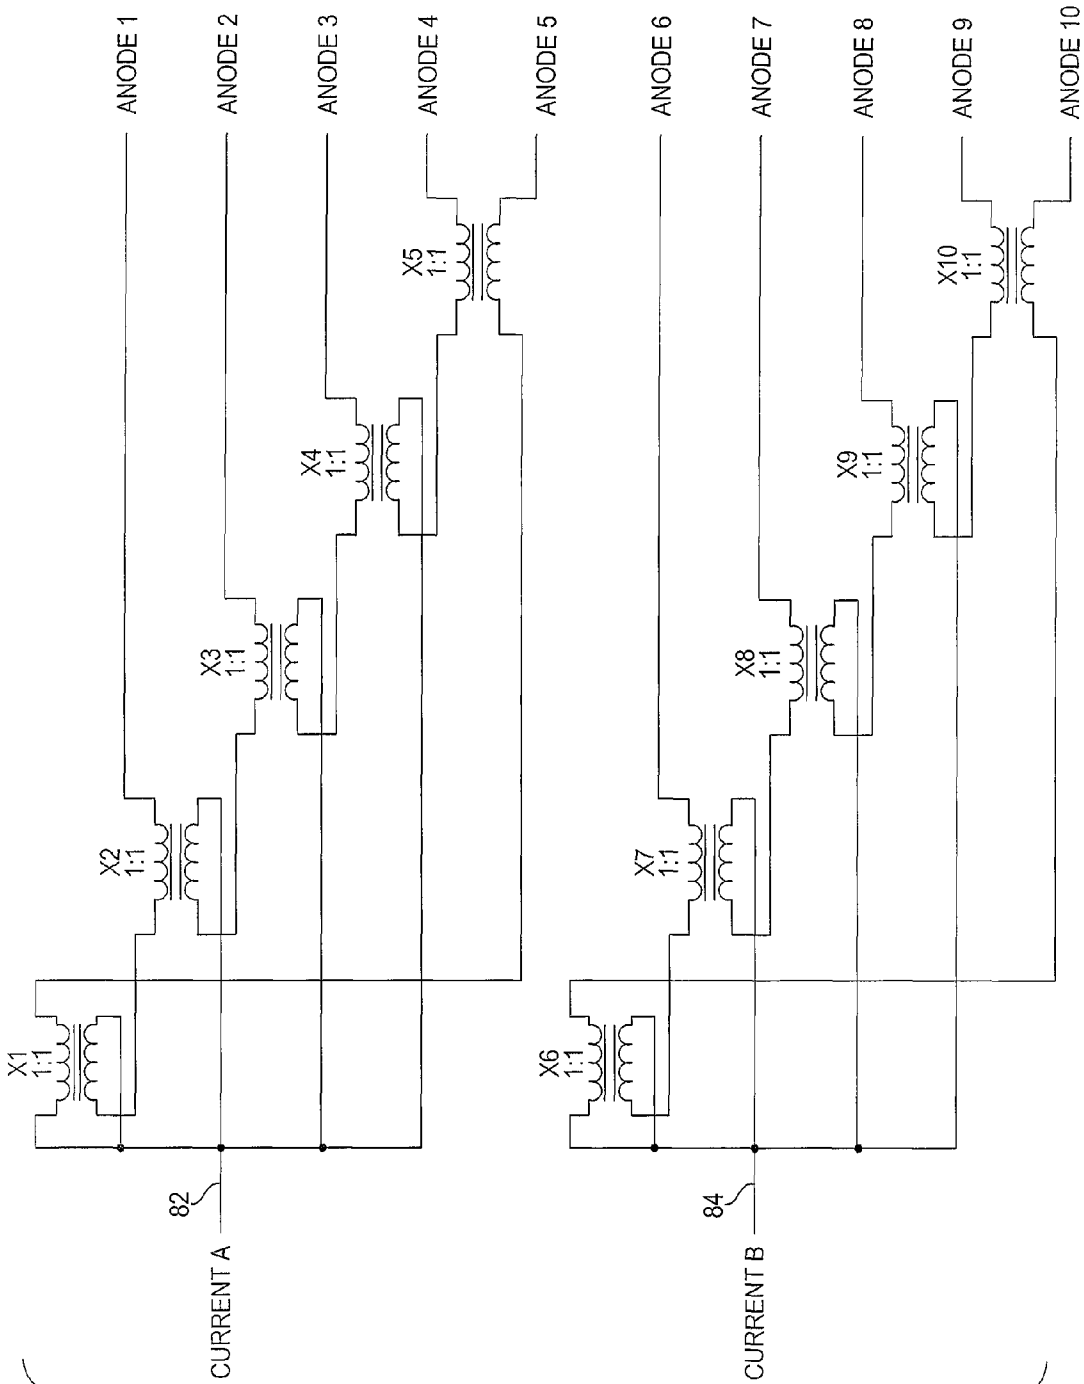 ANODE 1
ANODE 2
ANODE 3
ANODE 4
ANODE 5
ANODE 6
ANODE 7
ANODE 8
ANODE 9
ANODE 10
X5
1:1
X10
1:1
X4
1:1
X9
1:1
X3
1:1
X8
1:1
X2
1:1
X7
1:1
X1
1:1
X6
1:1
82
84
CURRENT A
CURRENT B